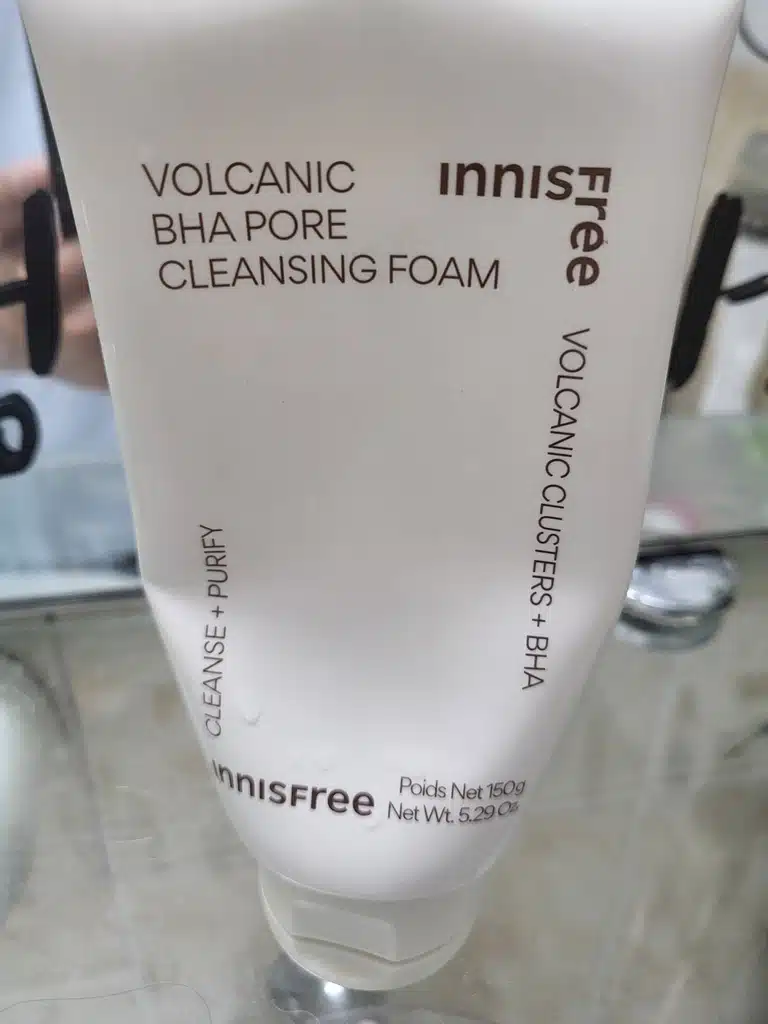 VOLCANIC
BHA PORE
CLEANSING FOAM
INNISFree
VOLCANIC CLUSTERS + BHA
CLEANSE + PURIFY
INNISFree
Poids Net 150g
Net Wt. 5.29 Oz.